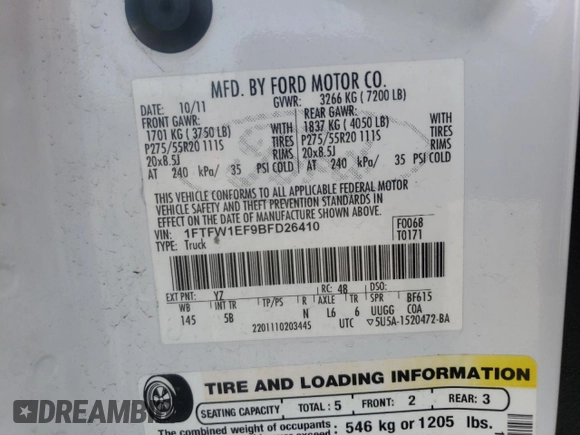 MFD. BY FORD MOTOR CO.
DATE: 10/11 GVWR: 3266 KG (7200 LB)
FRONT GAWR: REAR GAWR:
1701 KG (3750 LB) WITH 1837 KG (4050 LB) WITH
P275/55R20 111S TIRES P275/55R20 111S TIRES
20x8.5J RIMS 20x8.5J RIMS
AT 240 kPa/ 35 PSI COLD AT 240 kPa/ 35 PSI COLD
THIS VEHICLE CONFORMS TO ALL APPLICABLE FEDERAL MOTOR
VEHICLE SAFETY AND THEFT PREVENTION STANDARDS IN
EFFECT ON THE DATE OF MANUFACTURE SHOWN ABOVE.
VIN: 1FTFW1EF9BFD26410 F0068
TYPE: Truck T0171
EXT PNT: YZ RC: 48 DSO:
WB INT TR TP/PS R AXLE TR SPR BF615
145 5B N L6 6 UUGG COA
2201110203445 UTC 5U5A-1520472-BA
TIRE AND LOADING INFORMATION
SEATING CAPACITY TOTAL: 5 FRONT: 2 REAR: 3
The combined weight of occupants
546 kg or 1205 lbs.
DREAMBI